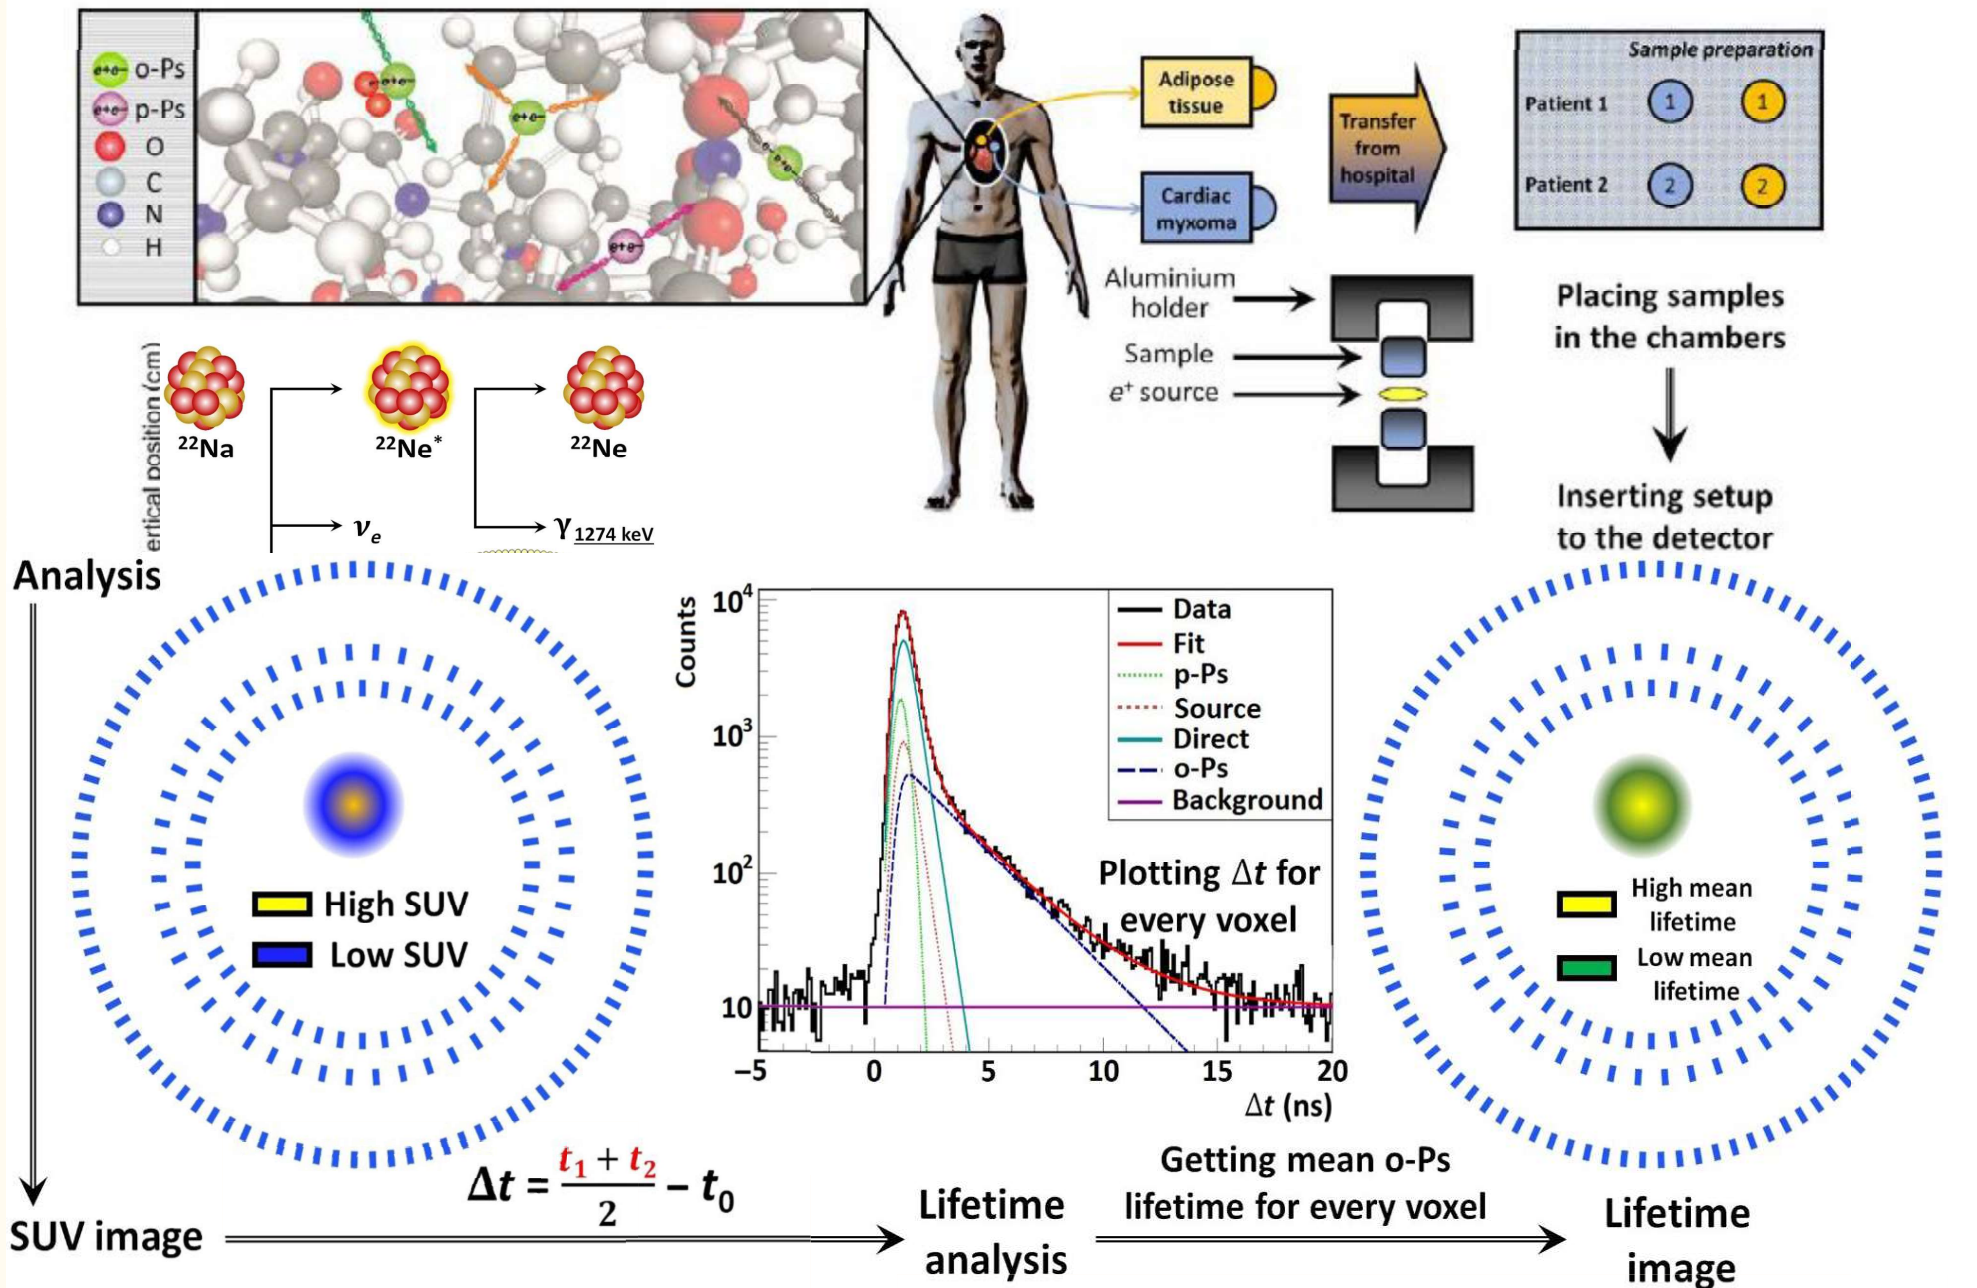 e+e- o-Ps
e+e- p-Ps
O
C
N
H
e-e+e-
e+e-
e-e+e-
e+e-
Adipose
tissue
Cardiac
myxoma
Transfer
from
hospital
Sample preparation
Patient 1 1 1
Patient 2 2 2
Aluminium
holder
Sample
e⁺ source
Placing samples
in the chambers
Inserting setup
to the detector
ertical position (cm)
²²Na
²²Ne*
²²Ne
νₑ
γ 1274 keV
Analysis
High SUV
Low SUV
SUV image
Counts
10⁴
10³
10²
10
Data
Fit
p-Ps
Source
Direct
o-Ps
Background
Plotting Δt for
every voxel
–5 0 5 10 15 20
Δt (ns)
High mean
lifetime
Low mean
lifetime
Δt = (t₁ + t₂)/2 – t₀
Lifetime
analysis
Getting mean o-Ps
lifetime for every voxel
Lifetime
image